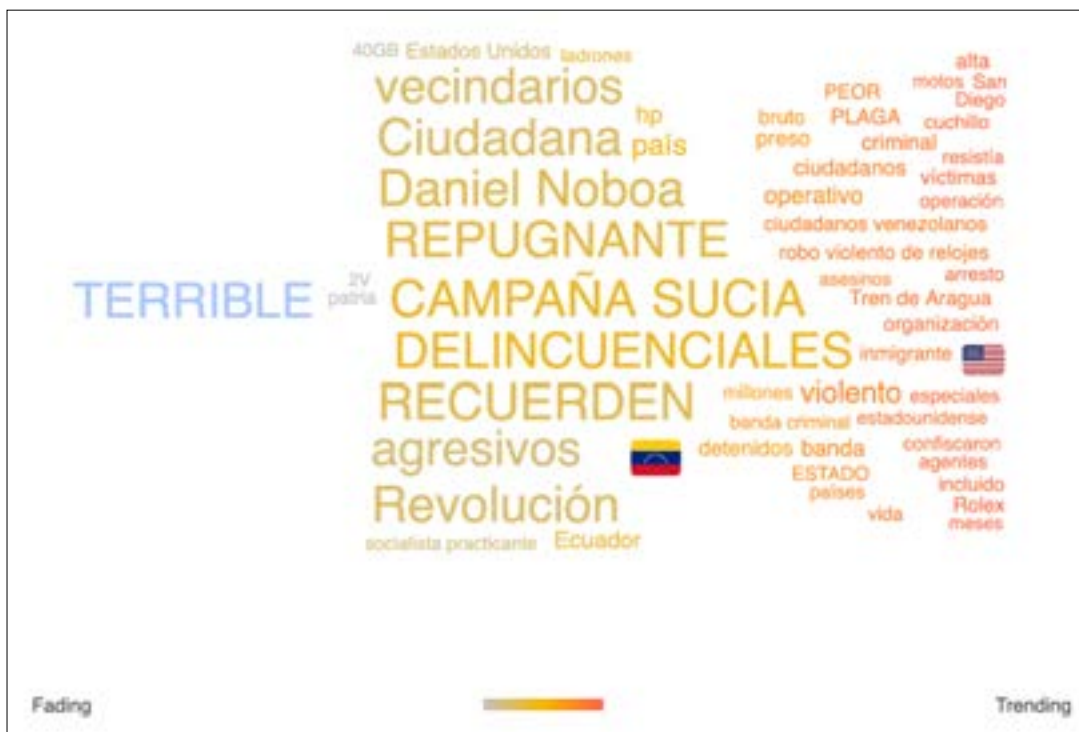 40GB Estados Unidos ladrones
alta
vecindarios
motos San Diego
PEOR
hp
bruto PLAGA cuchillo
Ciudadana país
preso criminal
resistía
ciudadanos víctimas
Daniel Noboa
operativo operación
REPUGNANTE
ciudadanos venezolanos
robo violento de relojes
asesinos arresto
TERRIBLE
2V
patria
CAMPAÑA SUCIA
Tren de Aragua
organización
DELINCUENCIALES
inmigrante
RECUERDEN
millones violento especiales
banda criminal estadounidense
agresivos
detenidos banda confiscaron
agentes
ESTADO
países incluido
Revolución
vida Rolex
meses
socialista practicante Ecuador
Fading
Trending